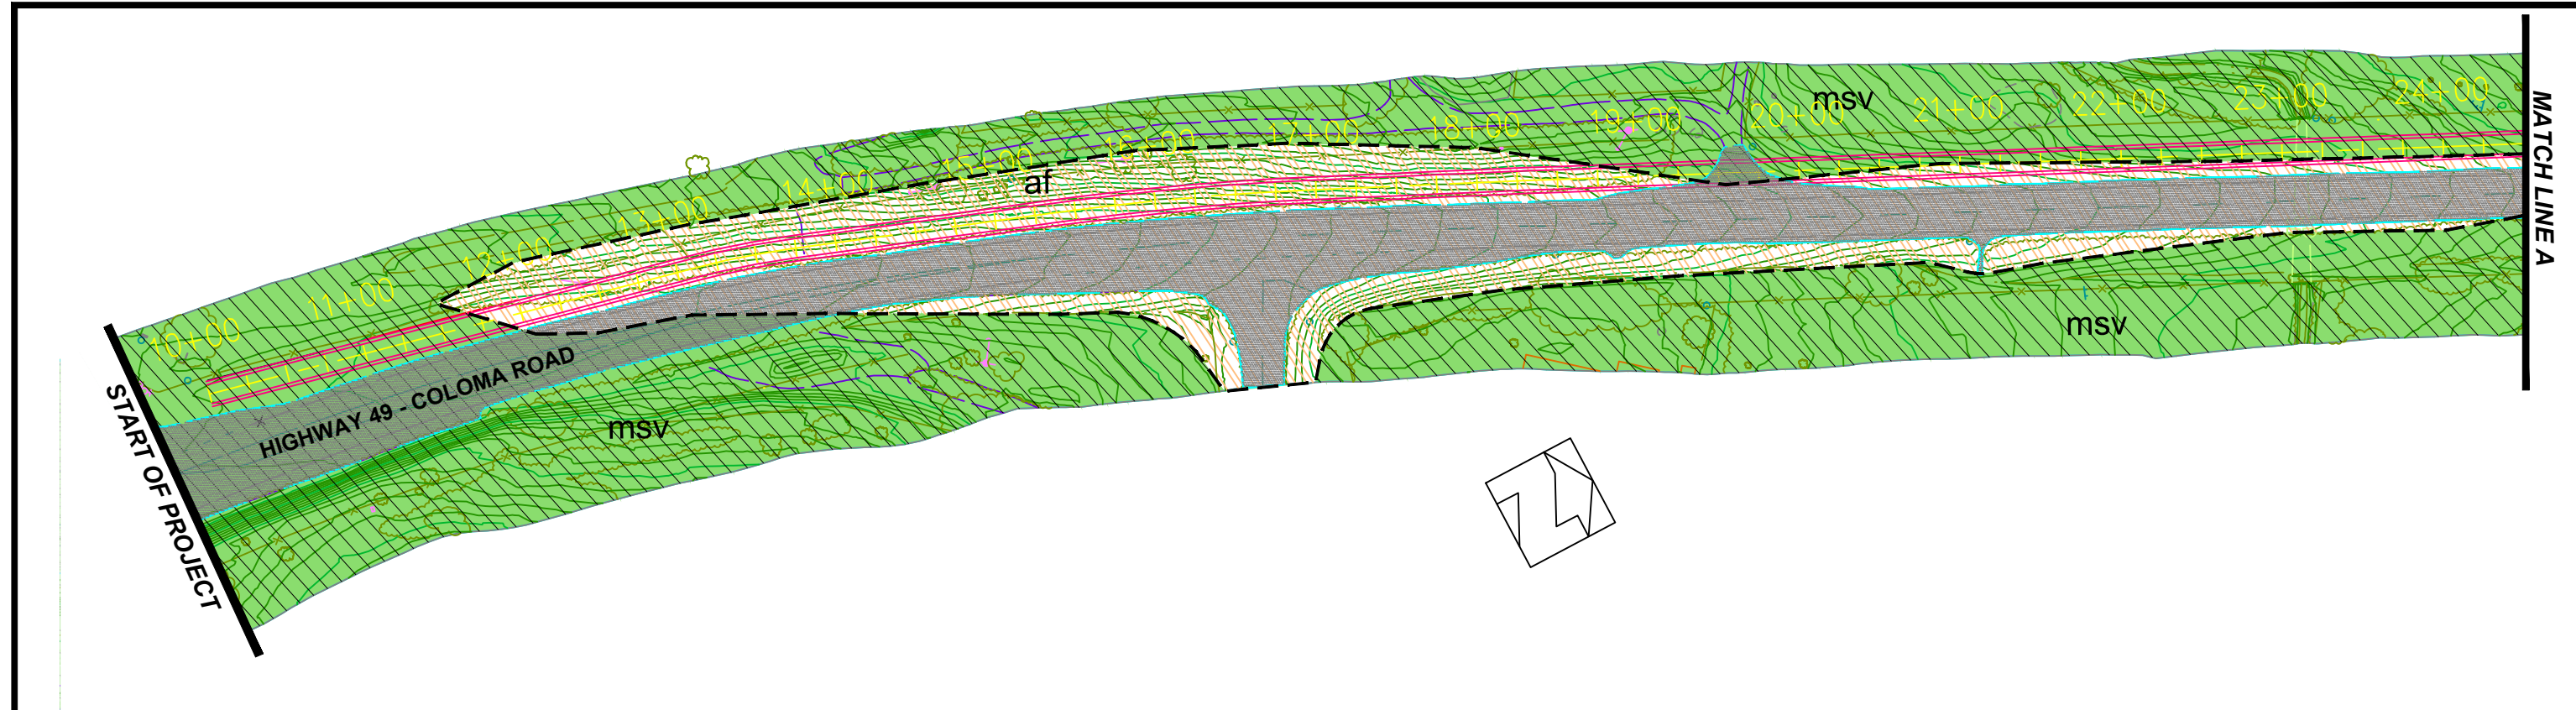 10+00
11+00
12+00
13+00
14+00
15+00
16+00
17+00
18+00
19+00
20+00
21+00
22+00
23+00
24+00
msv
af
msv
msv
HIGHWAY 49 - COLOMA ROAD
START OF PROJECT
MATCH LINE A